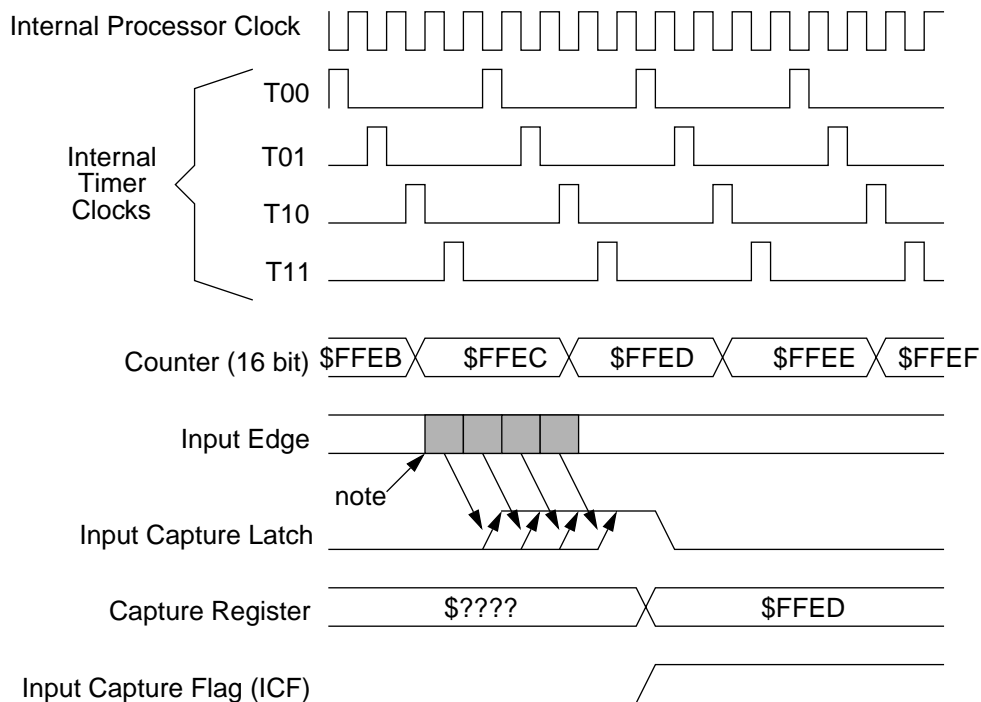 Internal Processor Clock
T00
T01
Internal
Timer
Clocks
T10
T11
Counter (16 bit) $FFEB $FFEC $FFED $FFEE $FFEF
Input Edge
note
Input Capture Latch
Capture Register $???? $FFED
Input Capture Flag (ICF)